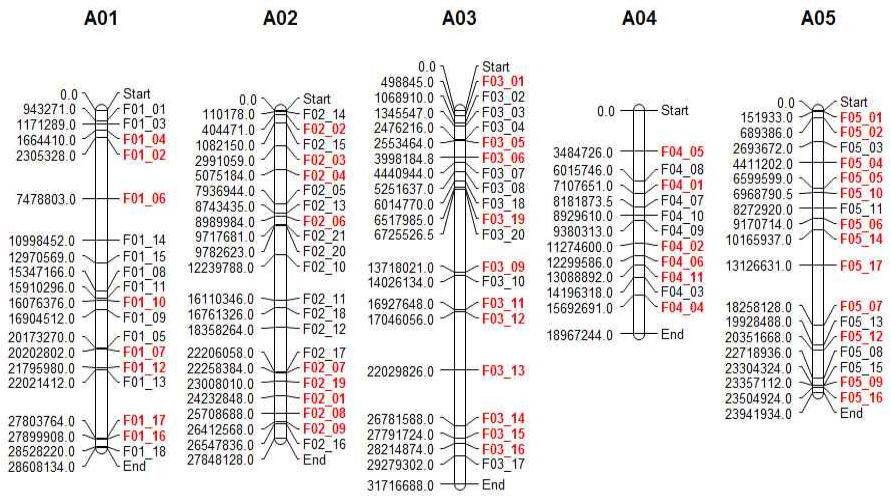 A01
0.0 Start
943271.0 F01_01
1171289.0 F01_03
1664410.0 F01_04
2305328.0 F01_02
7478803.0 F01_06
10998452.0 F01_14
12970569.0 F01_15
15347166.0 F01_08
15910296.0 F01_11
16076376.0 F01_10
16904512.0 F01_09
20173270.0 F01_05
20202802.0 F01_07
21795980.0 F01_12
22021412.0 F01_13
27803764.0 F01_17
27899908.0 F01_16
28528220.0 F01_18
28608134.0 End
A02
0.0 Start
110178.0 F02_14
404471.0 F02_02
1082150.0 F02_15
2991059.0 F02_03
5075184.0 F02_04
7936944.0 F02_05
8743435.0 F02_13
8989984.0 F02_06
9717681.0 F02_21
9782623.0 F02_20
12239788.0 F02_10
16110346.0 F02_11
16761326.0 F02_18
18358264.0 F02_12
22206058.0 F02_17
22258384.0 F02_07
23008010.0 F02_19
24232848.0 F02_01
25708688.0 F02_08
26412568.0 F02_09
26547836.0 F02_16
27848128.0 End
A03
0.0 Start
498845.0 F03_01
1068910.0 F03_02
1345547.0 F03_03
2476216.0 F03_04
2553464.0 F03_05
3998184.8 F03_06
4440944.0 F03_07
5251637.0 F03_08
6014770.0 F03_18
6517985.0 F03_19
6725526.5 F03_20
13718021.0 F03_09
14026134.0 F03_10
16927648.0 F03_11
17046056.0 F03_12
22029826.0 F03_13
26781588.0 F03_14
27791724.0 F03_15
28214874.0 F03_16
29279302.0 F03_17
31716688.0 End
A04
0.0 Start
3484726.0 F04_05
6015746.0 F04_08
7107651.0 F04_01
8181873.5 F04_07
8929610.0 F04_10
9380313.0 F04_09
11274600.0 F04_02
12299586.0 F04_06
13088892.0 F04_11
14196318.0 F04_03
15692691.0 F04_04
18967244.0 End
A05
0.0 Start
151933.0 F05_01
689386.0 F05_02
2693672.0 F05_03
4411202.0 F05_04
6599599.0 F05_05
6968790.5 F05_10
8272920.0 F05_11
9170714.0 F05_06
10165937.0 F05_14
13126631.0 F05_17
18258128.0 F05_07
19928488.0 F05_13
20351668.0 F05_12
22718936.0 F05_08
23304324.0 F05_15
23357112.0 F05_09
23504924.0 F05_16
23941934.0 End